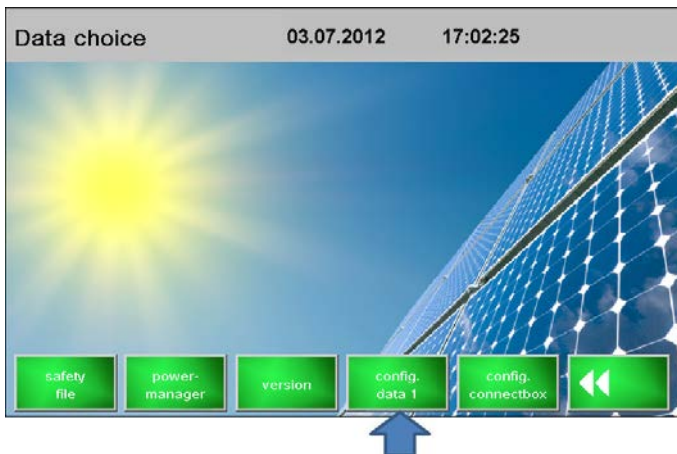 Data choice 03.07.2012 17:02:25
safety
file
power-
manager
version
config.
data 1
config.
connectbox